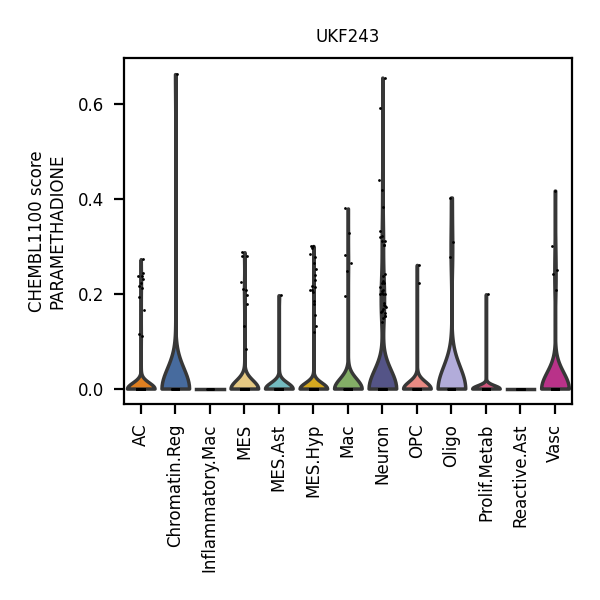 UKF243
CHEMBL1100 score
PARAMETHADIONE
0.6
0.4
0.2
0.0
AC
Chromatin.Reg
Inflammatory.Mac
MES
MES.Ast
MES.Hyp
Mac
Neuron
OPC
Oligo
Prolif.Metab
Reactive.Ast
Vasc